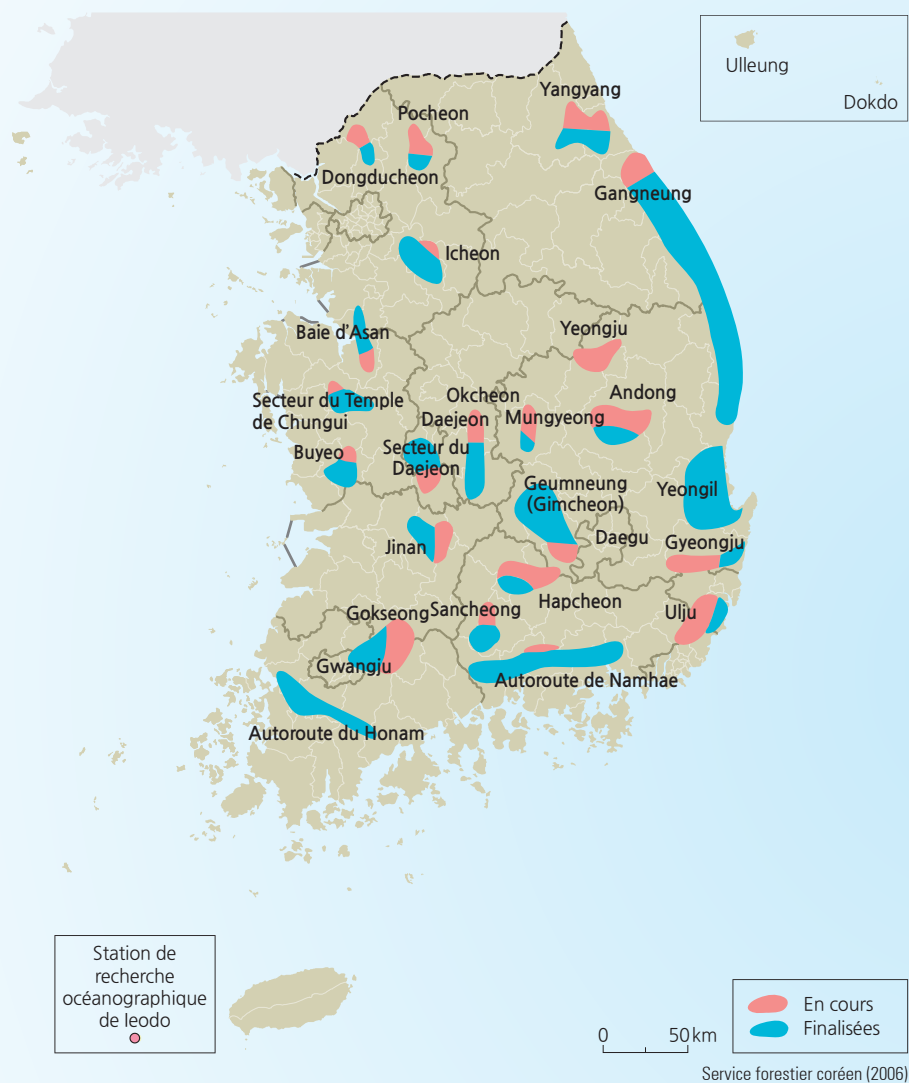 Ulleung
Dokdo
Yangyang
Pocheon
Dongducheon
Gangneung
Icheon
Baie d'Asan
Yeongju
Secteur du Temple
de Chungui
Okcheon
Daejeon
Mungyeong
Andong
Buyeo
Secteur du
Daejeon
Geumneung
(Gimcheon)
Yeongil
Daegu
Gyeongju
Jinan
Hapcheon
Gokseong
Sancheong
Ulju
Gwangju
Autoroute de Namhae
Autoroute du Honam
Station de
recherche
océanographique
de Ieodo
En cours
Finalisées
0 50 km
Service forestier coréen (2006)